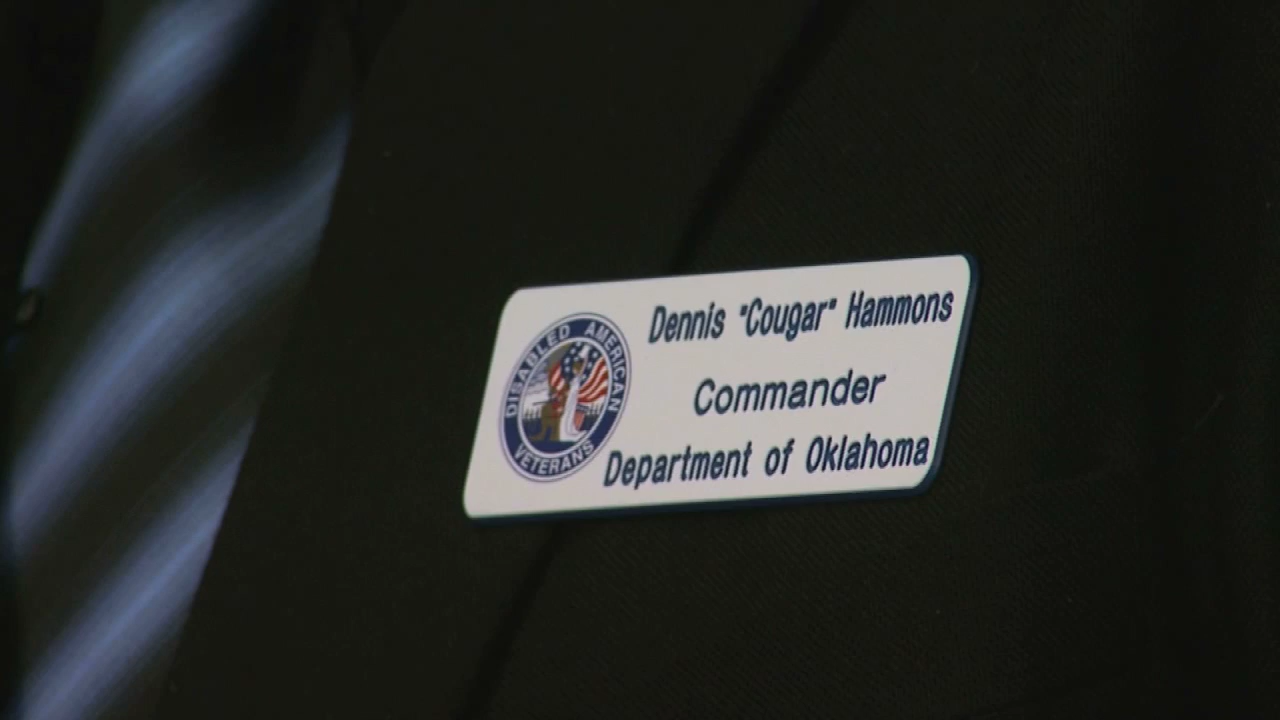 DISABLED AMERICAN
VETERANS
Dennis "Cougar" Hammons
Commander
Department of Oklahoma